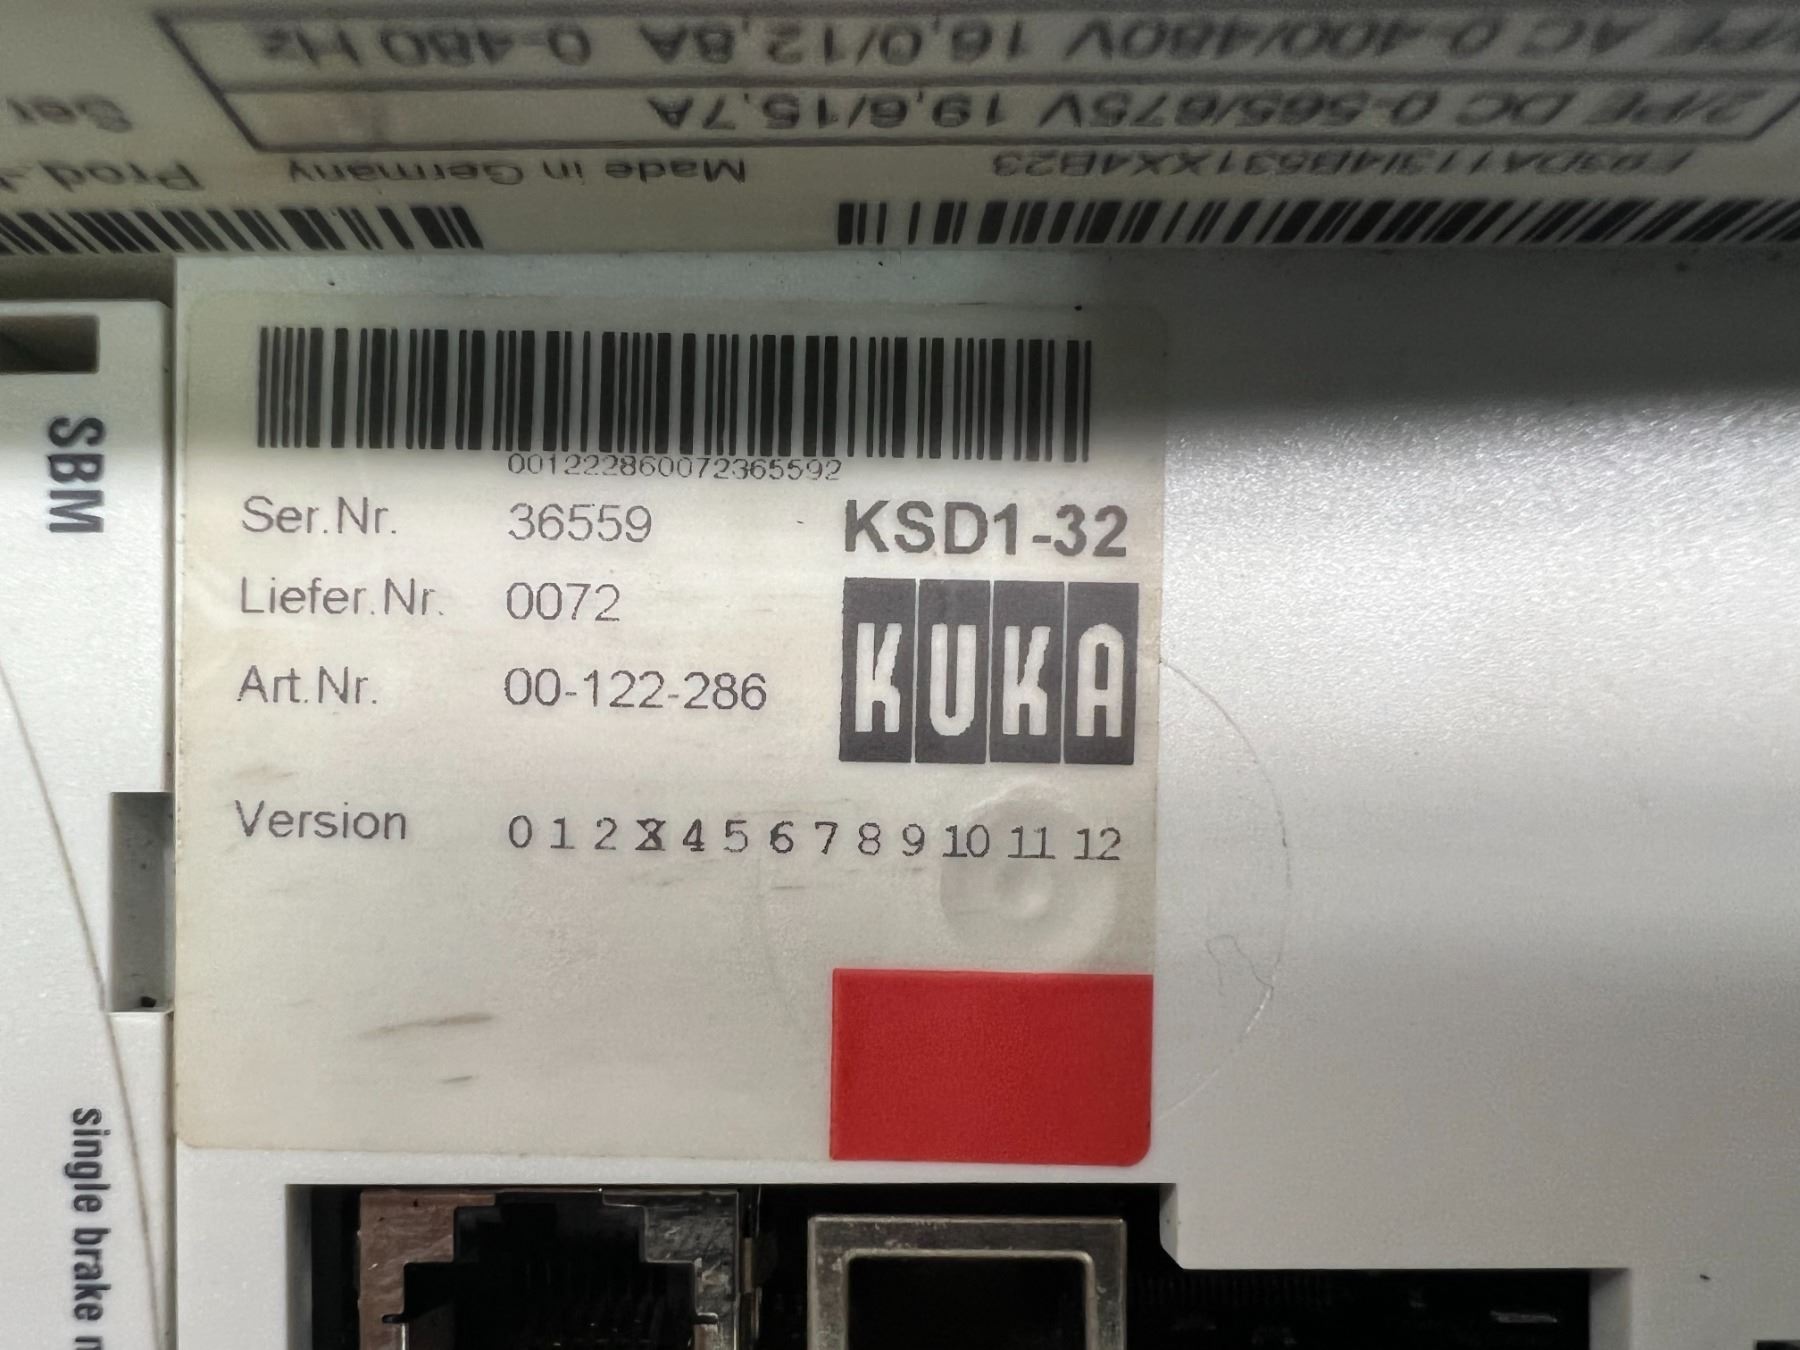 3/PE AC 0-400/480V 16,0/12,8A 0-480 Hz
2/PE DC 0-565/675V 19,6/15,7A
Made in Germany
Prod.
Ser.
001222860072365592
Ser.Nr. 36559
KSD1-32
Liefer.Nr. 0072
KUKA
Art.Nr. 00-122-286
Version 0 1 2 X 4 5 6 7 8 9 10 11 12
SBM
single brake